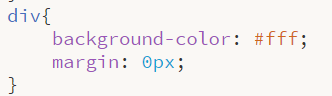 div{
    background-color: #fff;
    margin: 0px;
}